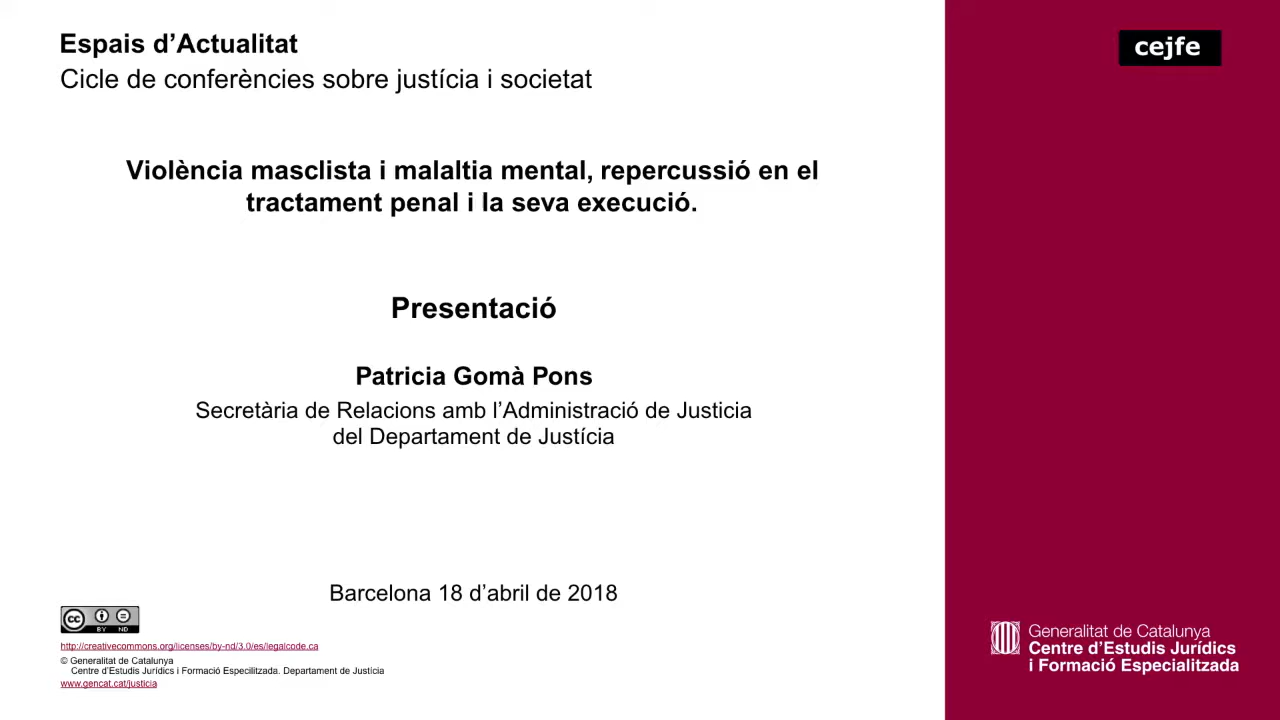 Espais d’Actualitat
Cicle de conferències sobre justícia i societat
cejfe
Violència masclista i malaltia mental, repercussió en el
tractament penal i la seva execució.
Presentació
Patricia Gomà Pons
Secretària de Relacions amb l’Administració de Justicia
del Departament de Justícia
Barcelona 18 d’abril de 2018
cc BY ND
http://creativecommons.org/licenses/by-nd/3.0/es/legalcode.ca
© Generalitat de Catalunya
Centre d’Estudis Jurídics i Formació Especilitzada. Departament de Justícia
www.gencat.cat/justicia
Generalitat de Catalunya
Centre d’Estudis Jurídics
i Formació Especialitzada